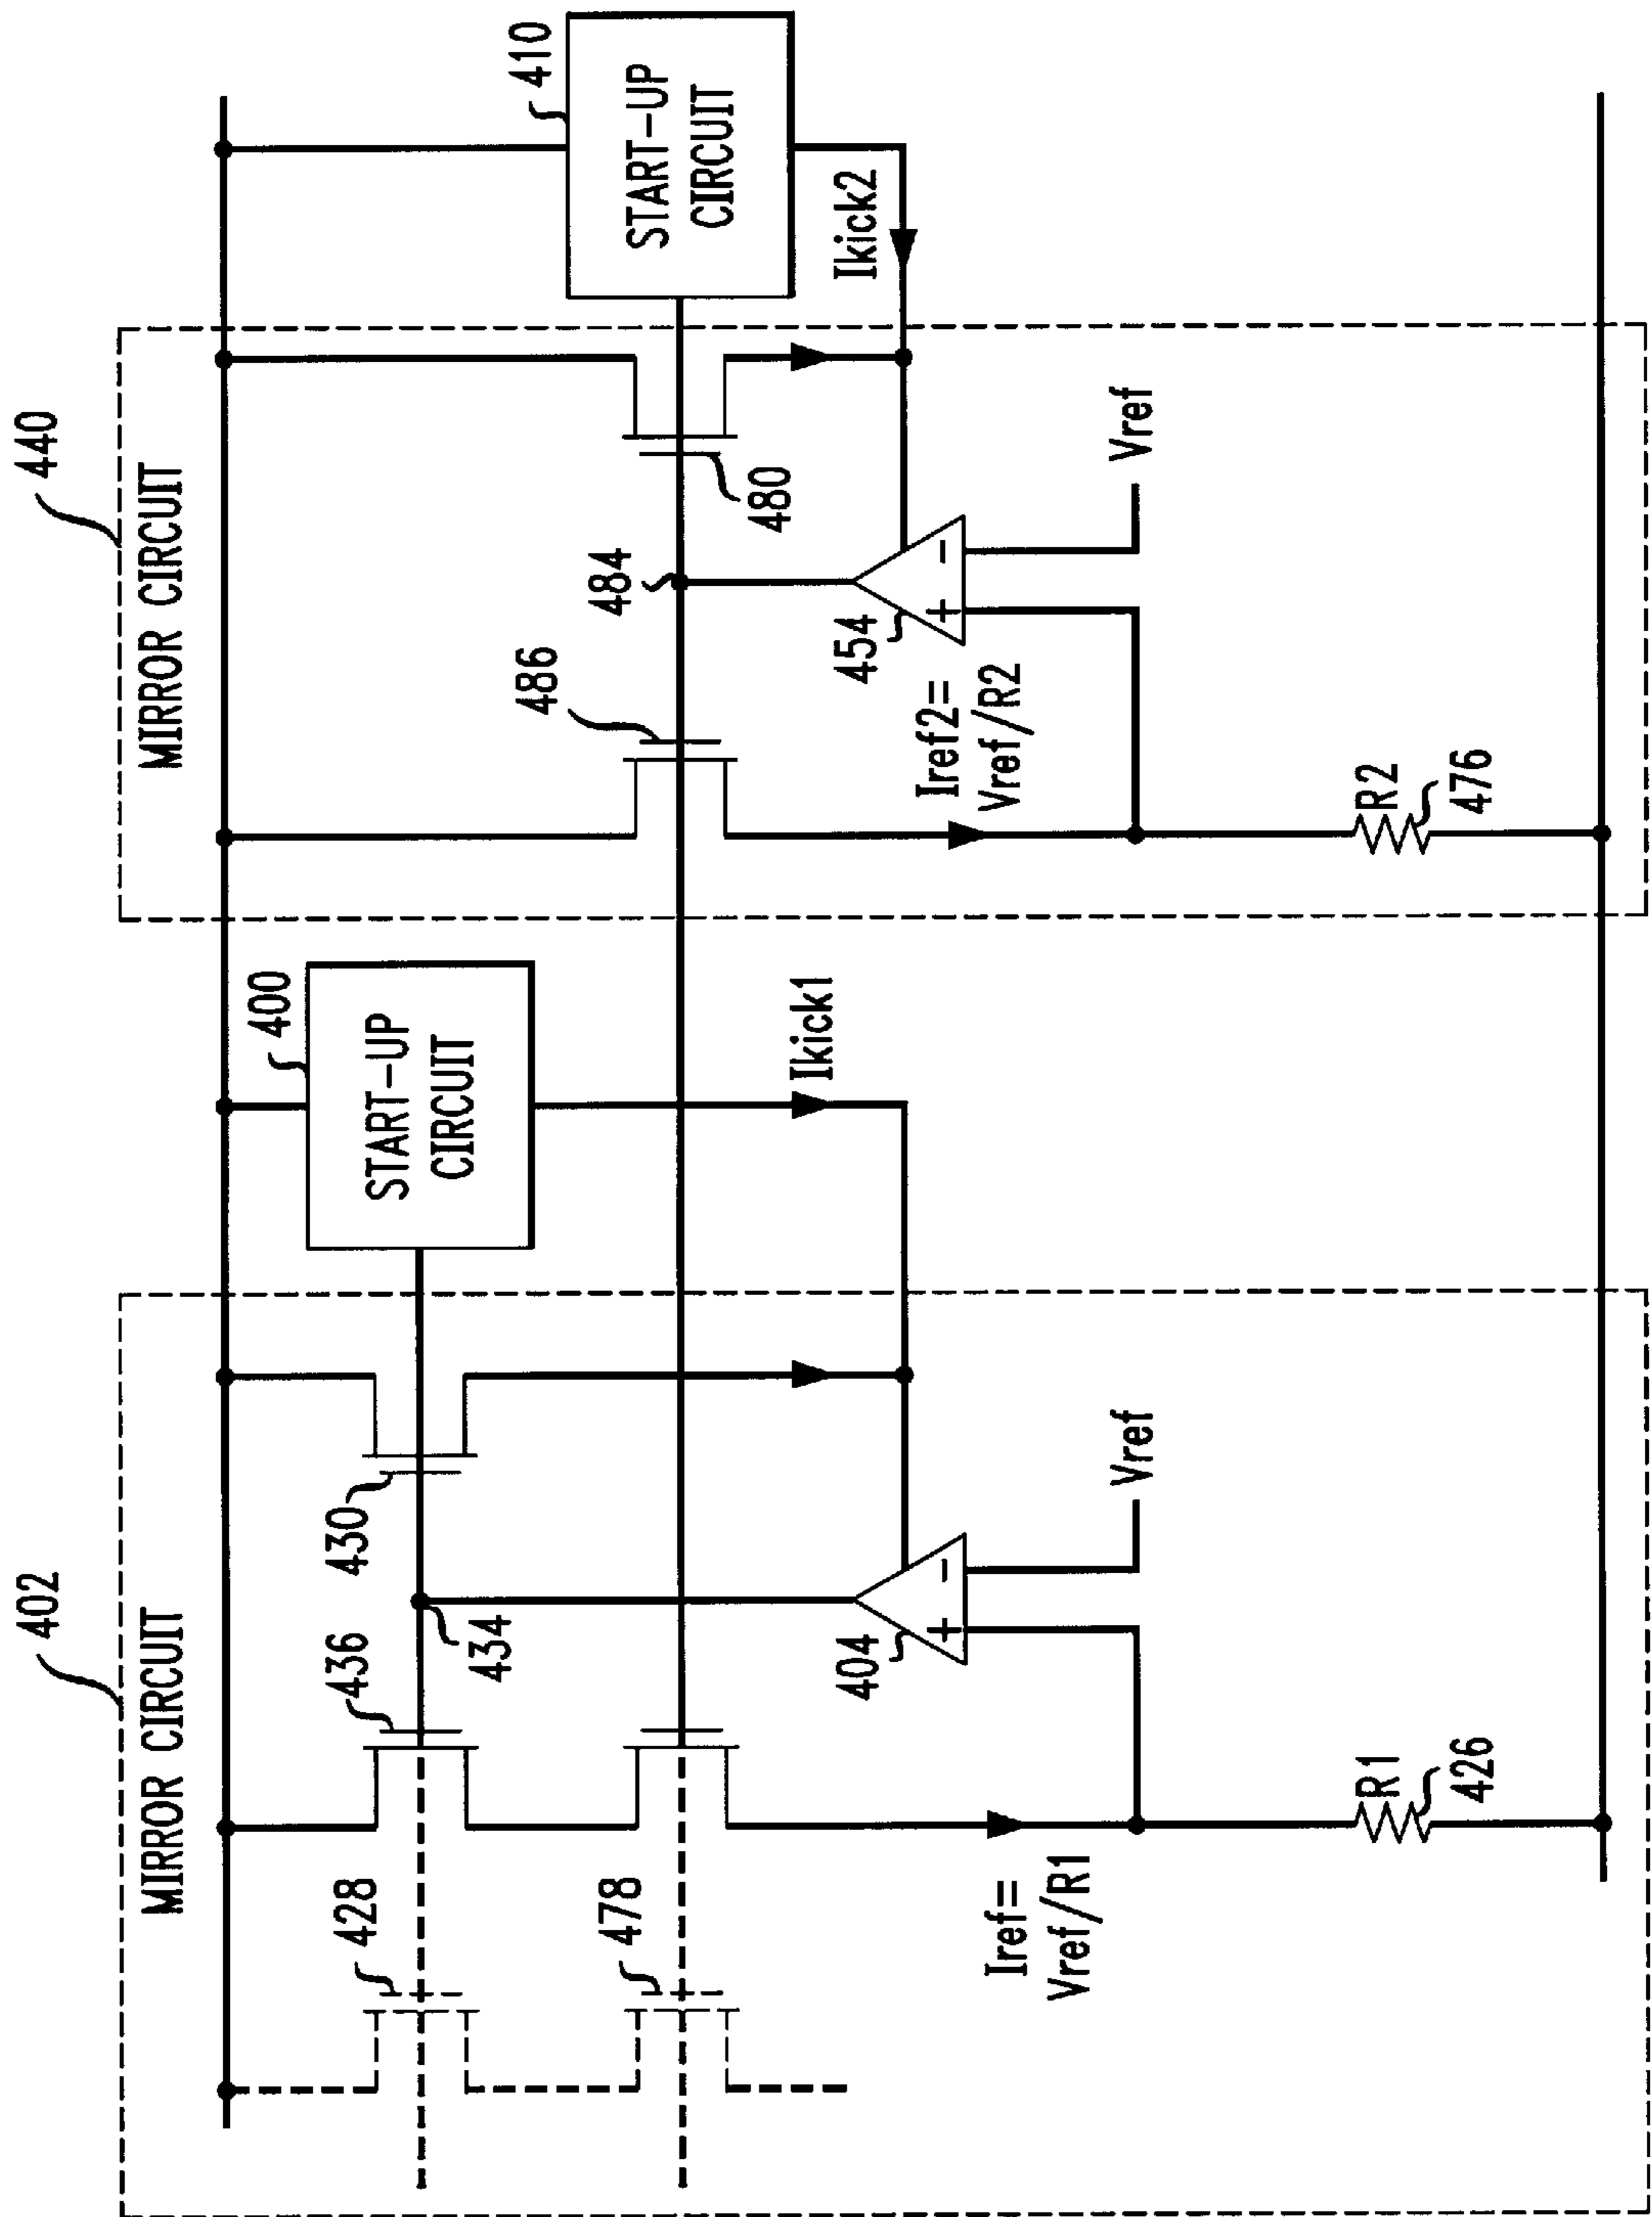 402
MIRROR CIRCUIT
428
478
436
434
430
404
+
-
Vref
Iref=
Vref/R1
R1
426
400
START-UP
CIRCUIT
Ikick1
440
MIRROR CIRCUIT
486
484
480
454
+
-
Vref
Iref2=
Vref/R2
R2
476
410
START-UP
CIRCUIT
Ikick2